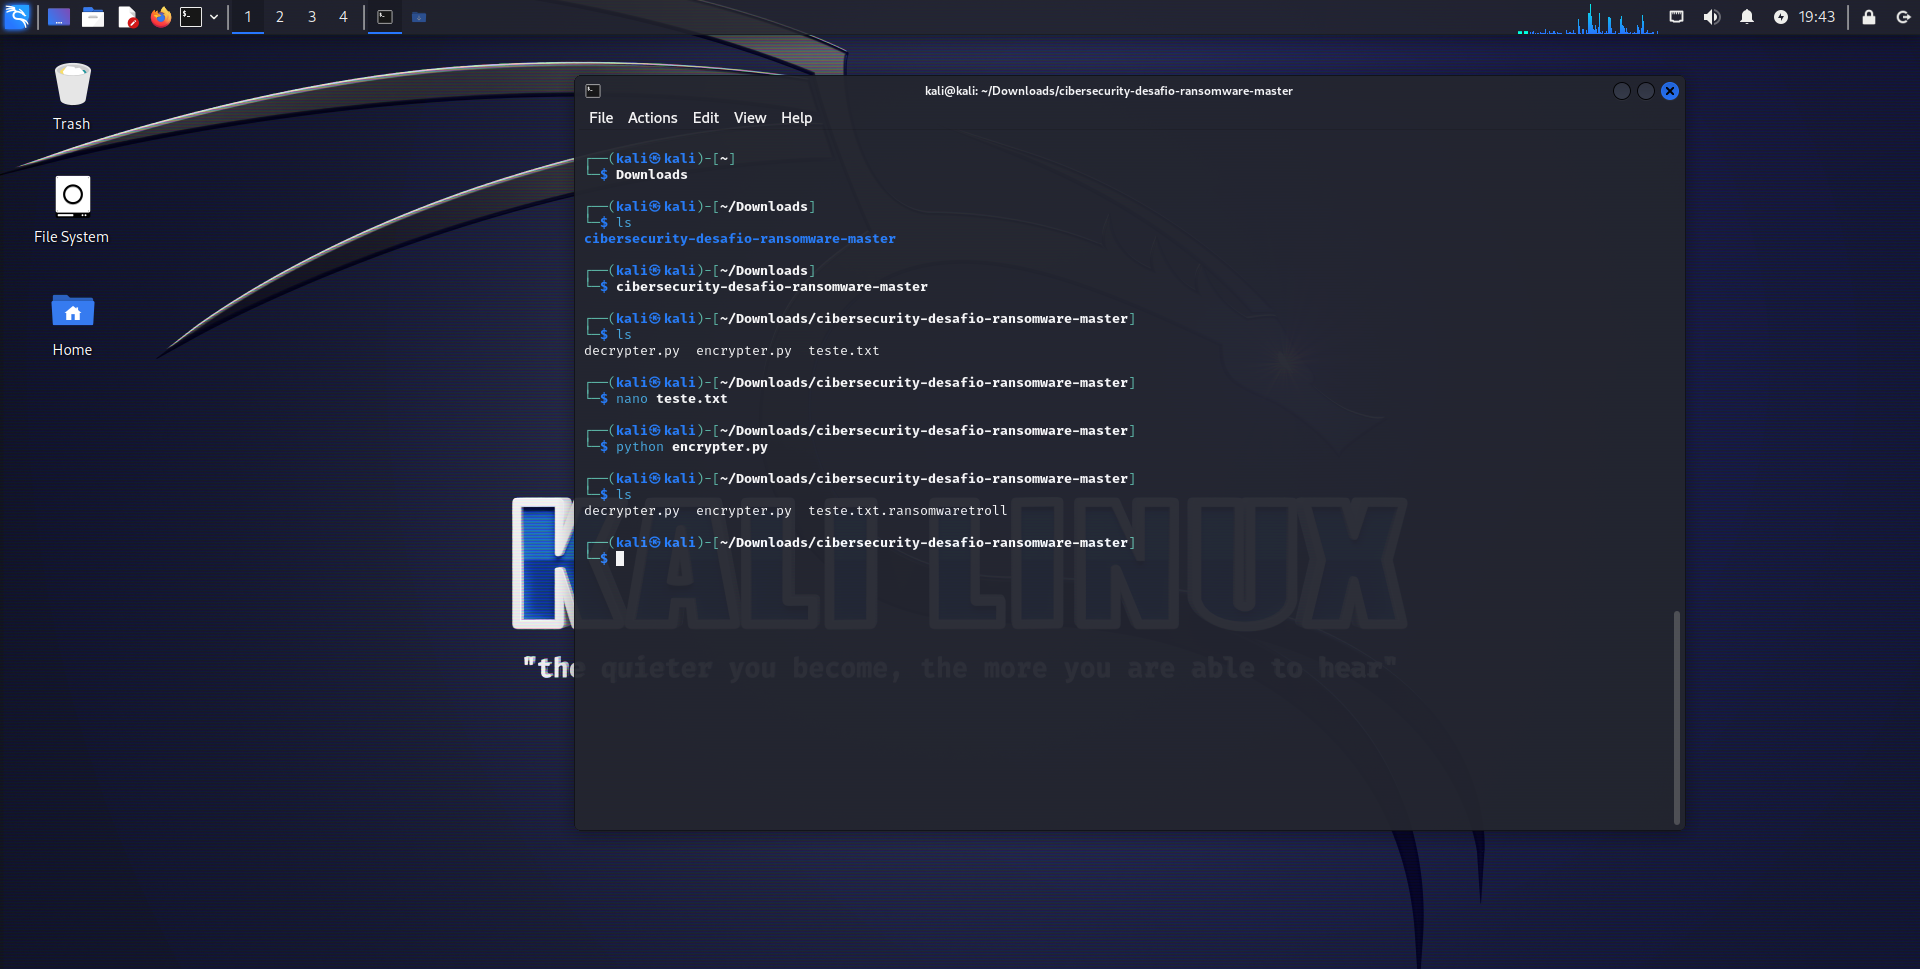 1 2 3 4
19:43
Trash
File System
Home
kali@kali: ~/Downloads/cibersecurity-desafio-ransomware-master
File Actions Edit View Help
┌──(kali㉿kali)-[~]
└─$ Downloads
┌──(kali㉿kali)-[~/Downloads]
└─$ ls
cibersecurity-desafio-ransomware-master
┌──(kali㉿kali)-[~/Downloads]
└─$ cibersecurity-desafio-ransomware-master
┌──(kali㉿kali)-[~/Downloads/cibersecurity-desafio-ransomware-master]
└─$ ls
decrypter.py  encrypter.py  teste.txt
┌──(kali㉿kali)-[~/Downloads/cibersecurity-desafio-ransomware-master]
└─$ nano teste.txt
┌──(kali㉿kali)-[~/Downloads/cibersecurity-desafio-ransomware-master]
└─$ python encrypter.py
┌──(kali㉿kali)-[~/Downloads/cibersecurity-desafio-ransomware-master]
└─$ ls
decrypter.py  encrypter.py  teste.txt.ransomwaretroll
┌──(kali㉿kali)-[~/Downloads/cibersecurity-desafio-ransomware-master]
└─$
KALI LINUX
"the quieter you become, the more you are able to hear"